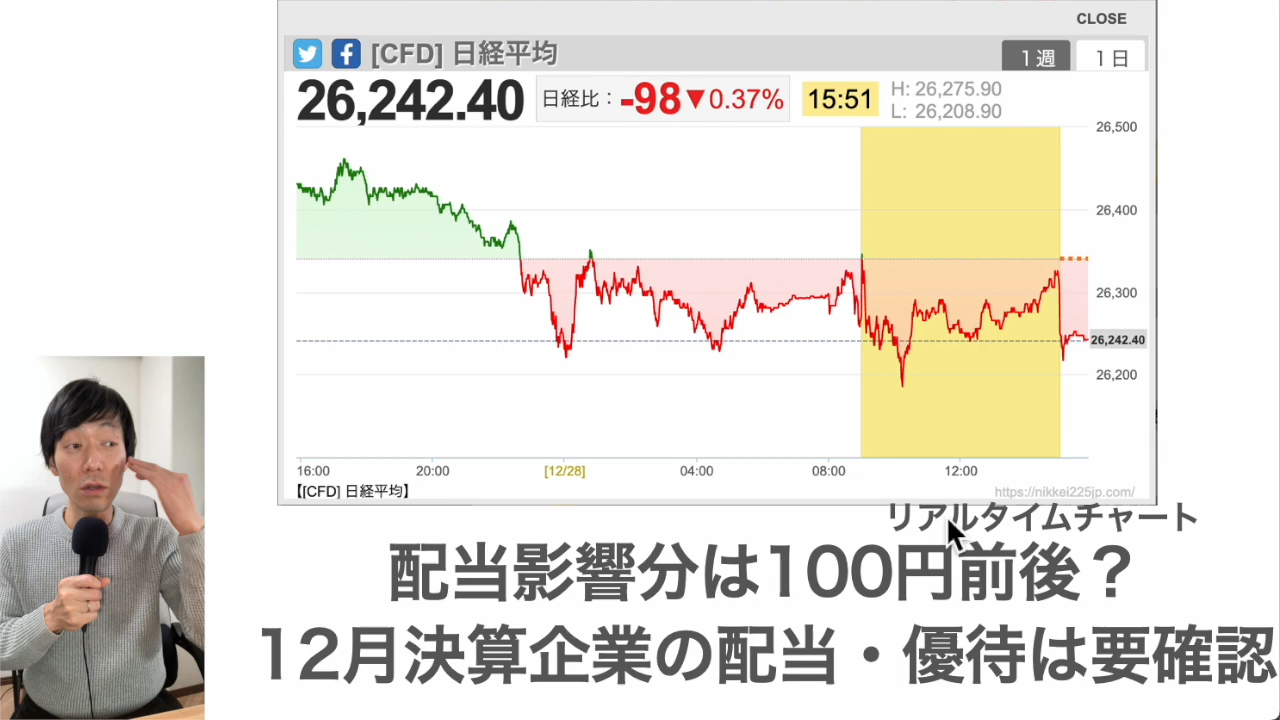 CLOSE
[CFD] 日経平均
1週
1日
26,242.40
日経比：-98▼0.37%
15:51
H: 26,275.90
L: 26,208.90
26,500
26,400
26,300
26,242.40
26,200
16:00
20:00
[12/28]
04:00
08:00
12:00
【[CFD] 日経平均】
https://nikkei225jp.com/
リアルタイムチャート
配当影響分は100円前後？
12月決算企業の配当・優待は要確認